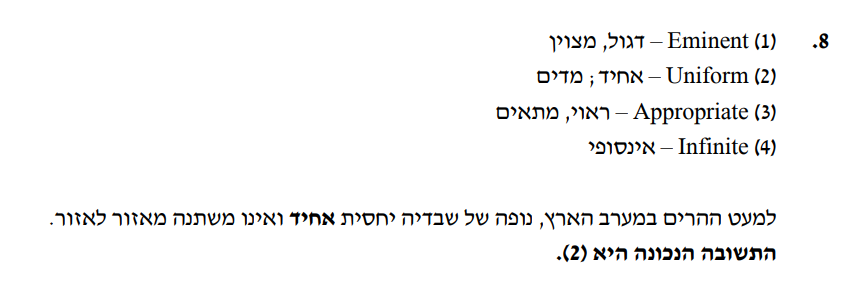 8. (1) Eminent – דגול, מצוין
(2) Uniform – אחיד ; מדים
(3) Appropriate – ראוי, מתאים
(4) Infinite – אינסופי
למעט ההרים במערב הארץ, נופה של שבדיה יחסית אחיד ואינו משתנה מאזור לאזור.
התשובה הנכונה היא (2).